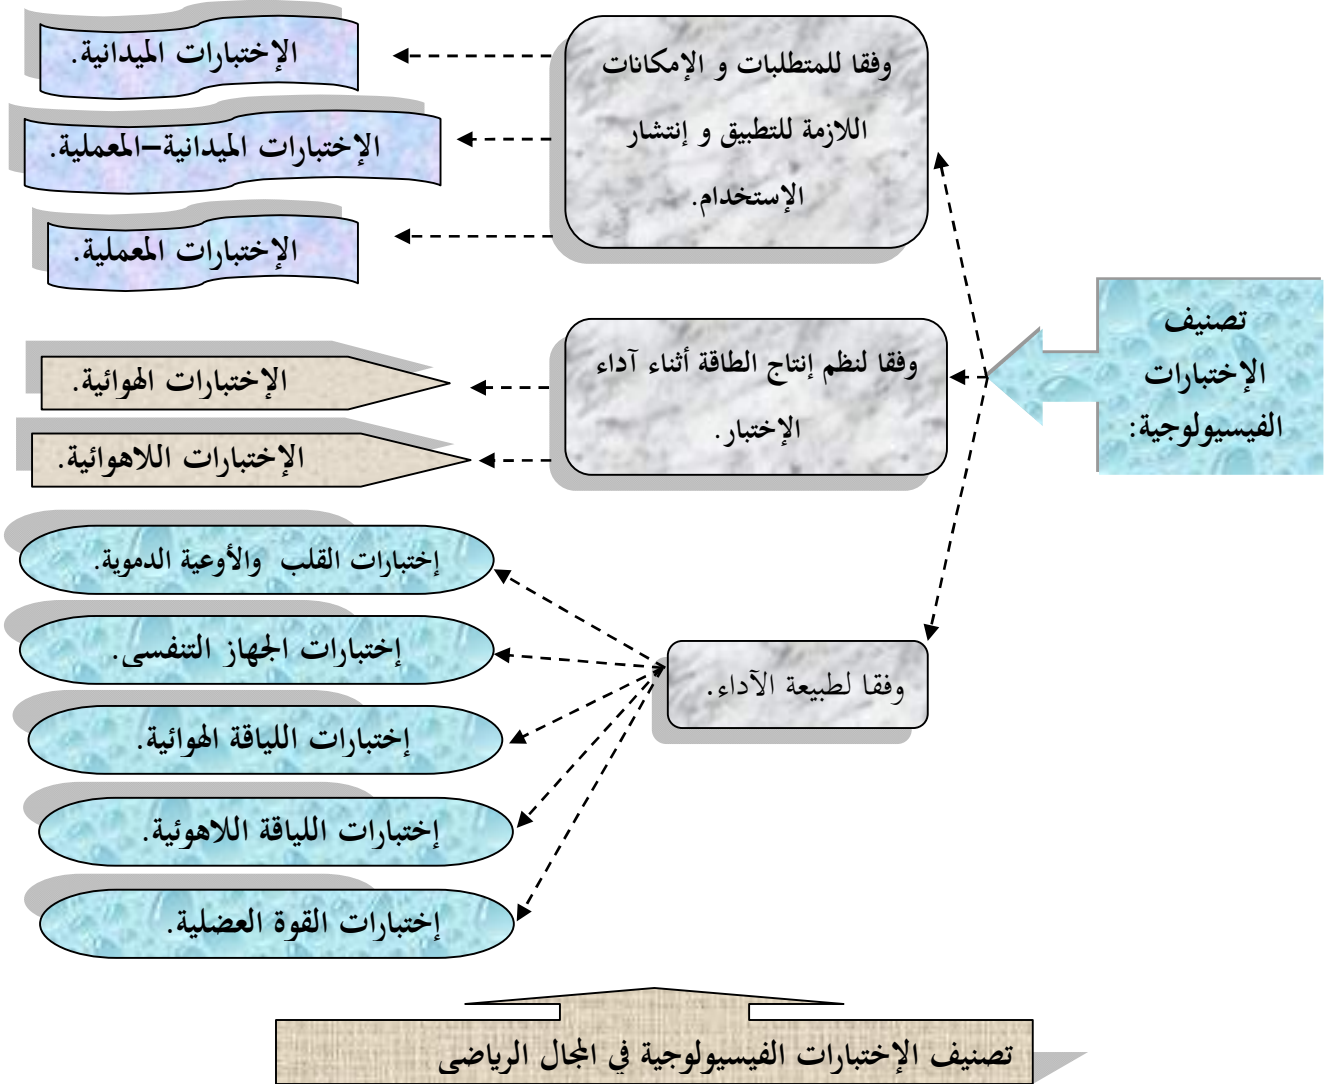 تصنيف
الإختبارات
الفيسيولوجية:
وفقا للمتطلبات و الإمكانات
اللازمة للتطبيق و إنتشار
الإستخدام.
الإختبارات الميدانية.
الإختبارات الميدانية–المعملية.
الإختبارات المعملية.
وفقا لنظم إنتاج الطاقة أثناء آداء
الإختبار.
الإختبارات الهوائية.
الإختبارات اللاهوائية.
وفقا لطبيعة الآداء.
إختبارات القلب والأوعية الدموية.
إختبارات الجهاز التنفسي.
إختبارات اللياقة الهوائية.
إختبارات اللياقة اللاهوئية.
إختبارات القوة العضلية.
تصنيف الإختبارات الفيسيولوجية في المجال الرياضي